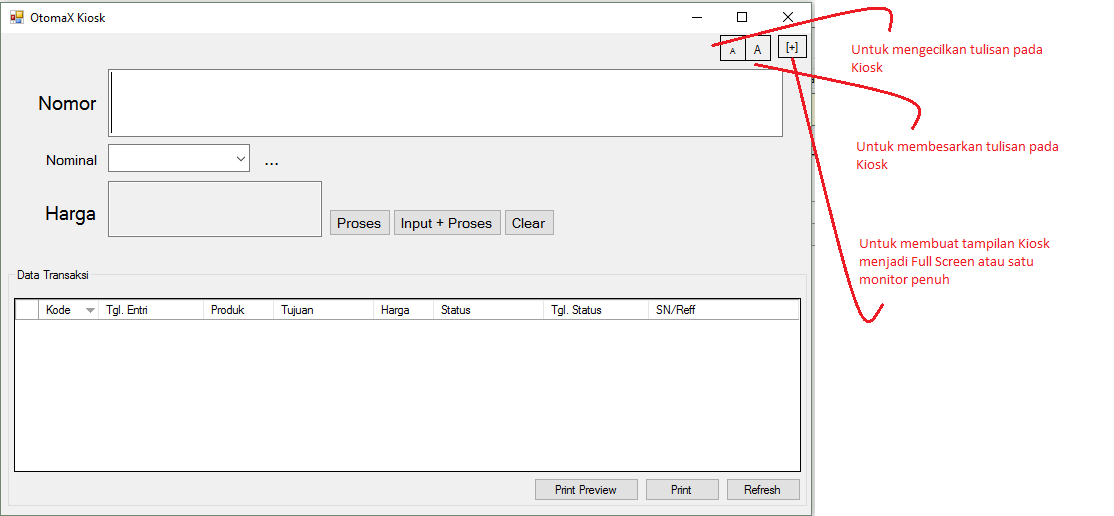 OtomaX Kiosk
A A [+]
Untuk mengecilkan tulisan pada
Kiosk
Nomor
Untuk membesarkan tulisan pada
Kiosk
Nominal ...
Harga
Proses Input + Proses Clear
Untuk membuat tampilan Kiosk
menjadi Full Screen atau satu
monitor penuh
Data Transaksi
Kode Tgl. Entri Produk Tujuan Harga Status Tgl. Status SN/Reff
Print Preview Print Refresh